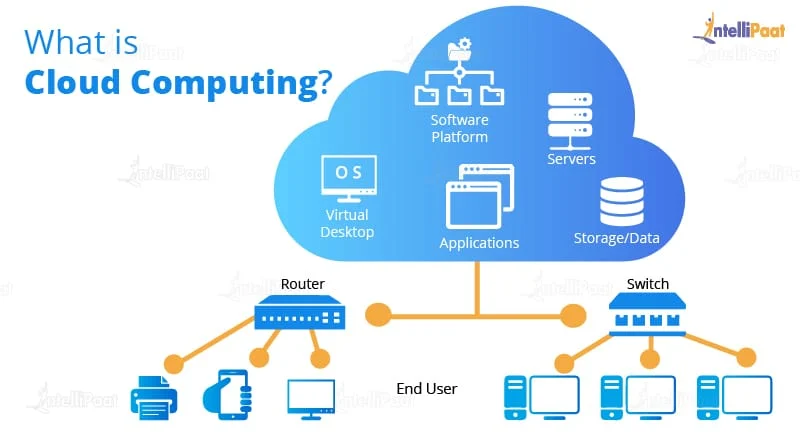 What is
Cloud Computing?
IntelliPaat
Software
Platform
Servers
OS
Virtual
Desktop
Applications
Storage/Data
Router
Switch
End User